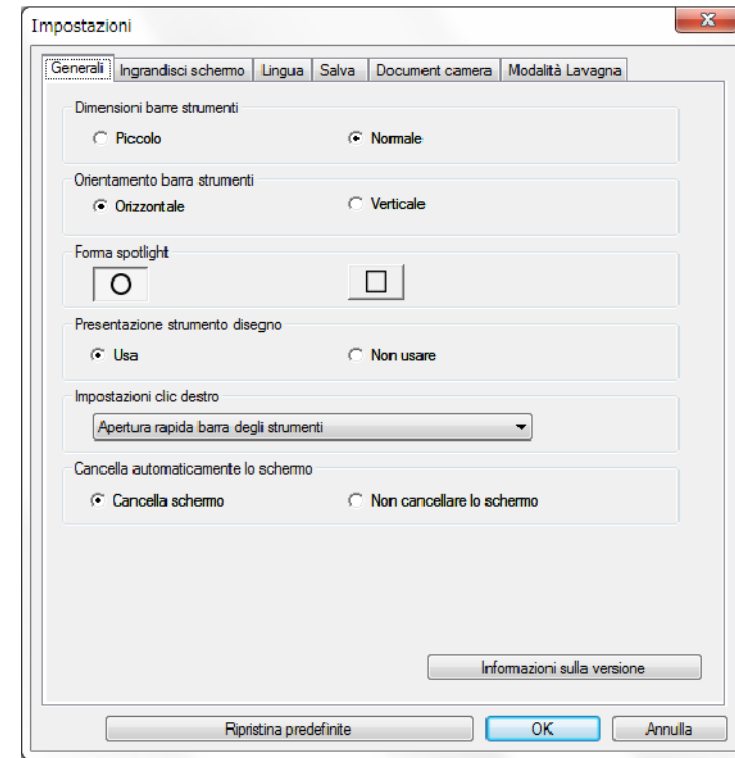 Impostazioni
Generali Ingrandisci schermo Lingua Salva Document camera Modalità Lavagna
Dimensioni barre strumenti
Piccolo Normale
Orientamento barra strumenti
Orizzontale Verticale
Forma spotlight
Presentazione strumento disegno
Usa Non usare
Impostazioni clic destro
Apertura rapida barra degli strumenti
Cancella automaticamente lo schermo
Cancella schermo Non cancellare lo schermo
Informazioni sulla versione
Ripristina predefinite OK Annulla